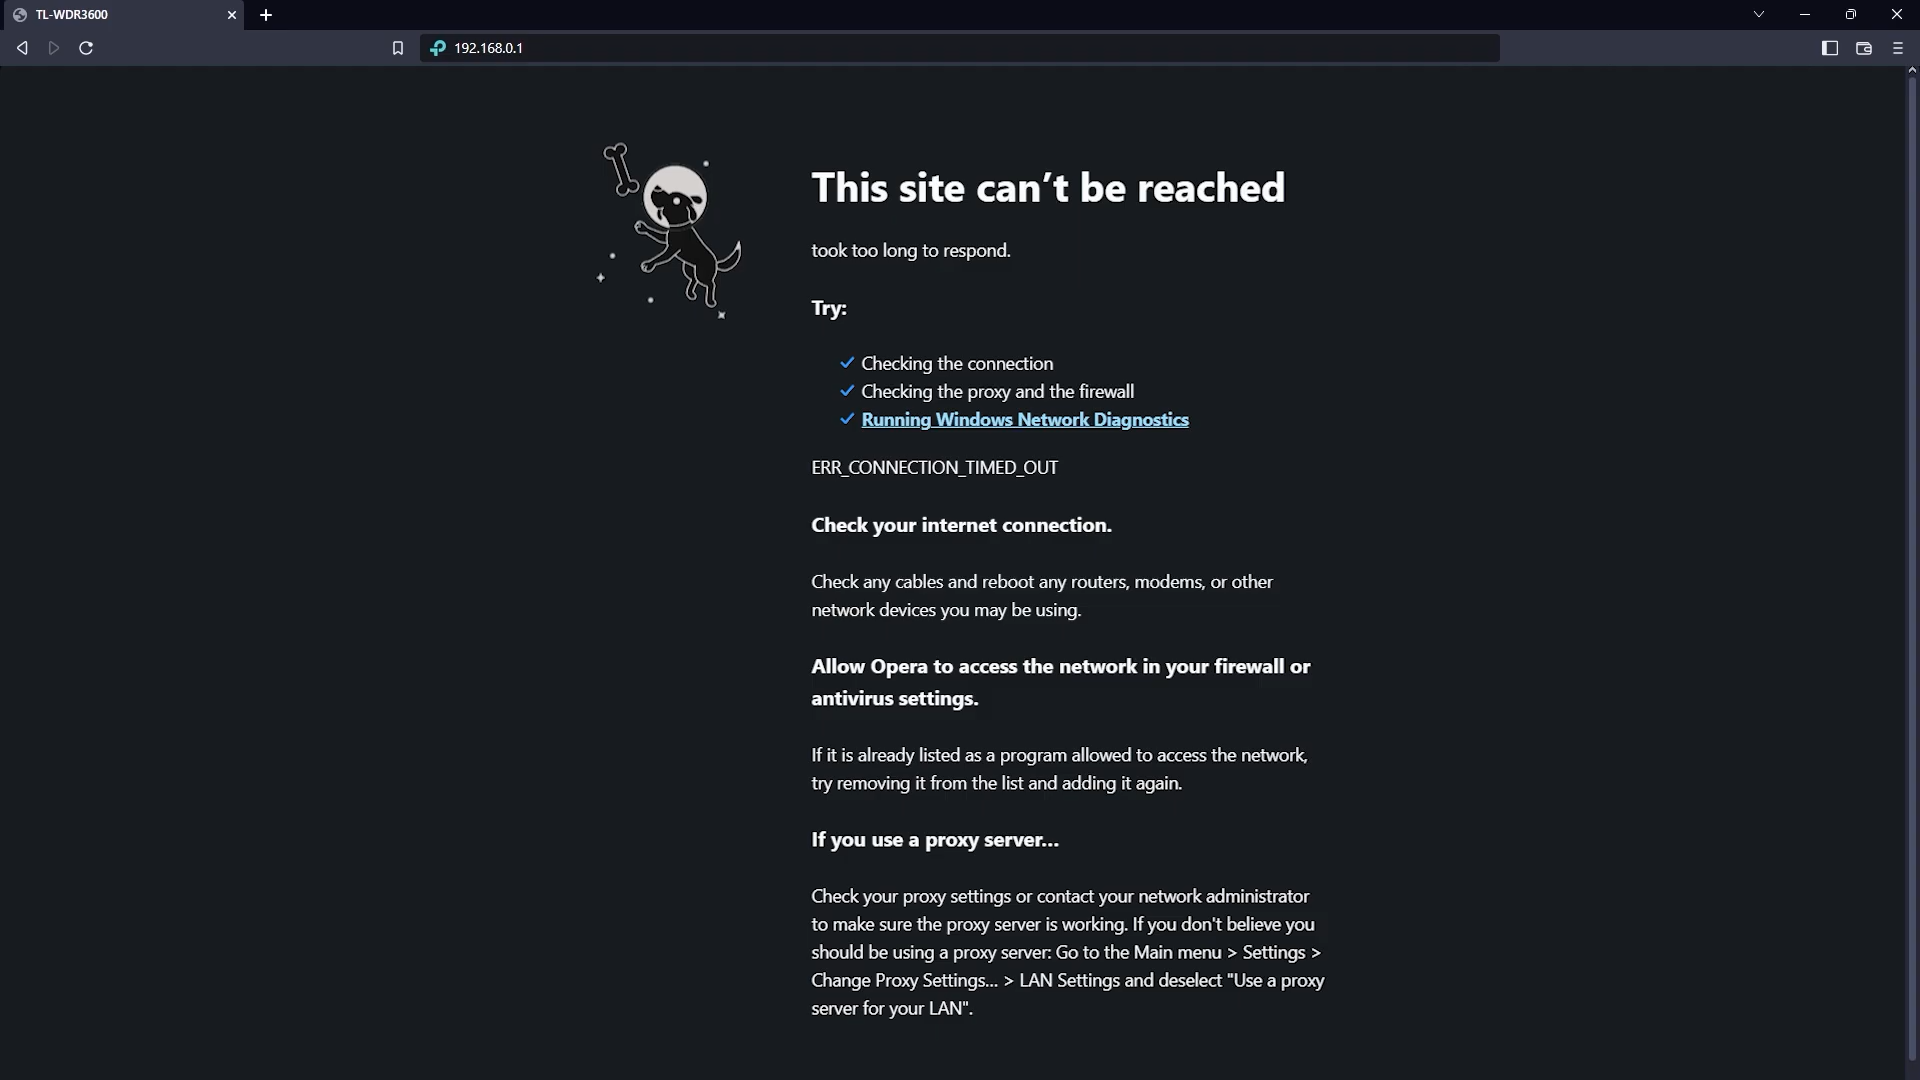 TL-WDR3600
192.168.0.1
This site can’t be reached
took too long to respond.
Try:
Checking the connection
Checking the proxy and the firewall
Running Windows Network Diagnostics
ERR_CONNECTION_TIMED_OUT
Check your internet connection.
Check any cables and reboot any routers, modems, or other
network devices you may be using.
Allow Opera to access the network in your firewall or
antivirus settings.
If it is already listed as a program allowed to access the network,
try removing it from the list and adding it again.
If you use a proxy server...
Check your proxy settings or contact your network administrator
to make sure the proxy server is working. If you don't believe you
should be using a proxy server: Go to the Main menu > Settings >
Change Proxy Settings... > LAN Settings and deselect "Use a proxy
server for your LAN".